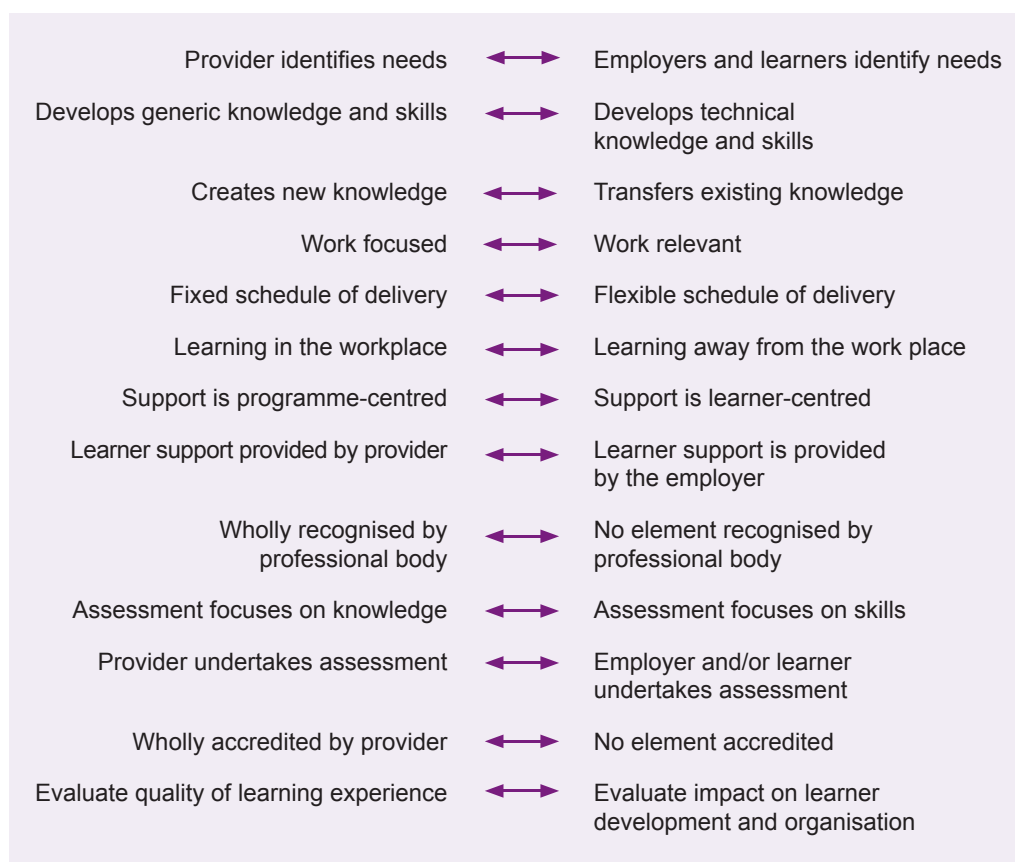 Provider identifies needs Employers and learners identify needs
Develops generic knowledge and skills Develops technical
knowledge and skills
Creates new knowledge Transfers existing knowledge
Work focused Work relevant
Fixed schedule of delivery Flexible schedule of delivery
Learning in the workplace Learning away from the work place
Support is programme-centred Support is learner-centred
Learner support provided by provider Learner support is provided
by the employer
Wholly recognised by No element recognised by
professional body professional body
Assessment focuses on knowledge Assessment focuses on skills
Provider undertakes assessment Employer and/or learner
undertakes assessment
Wholly accredited by provider No element accredited
Evaluate quality of learning experience Evaluate impact on learner
development and organisation